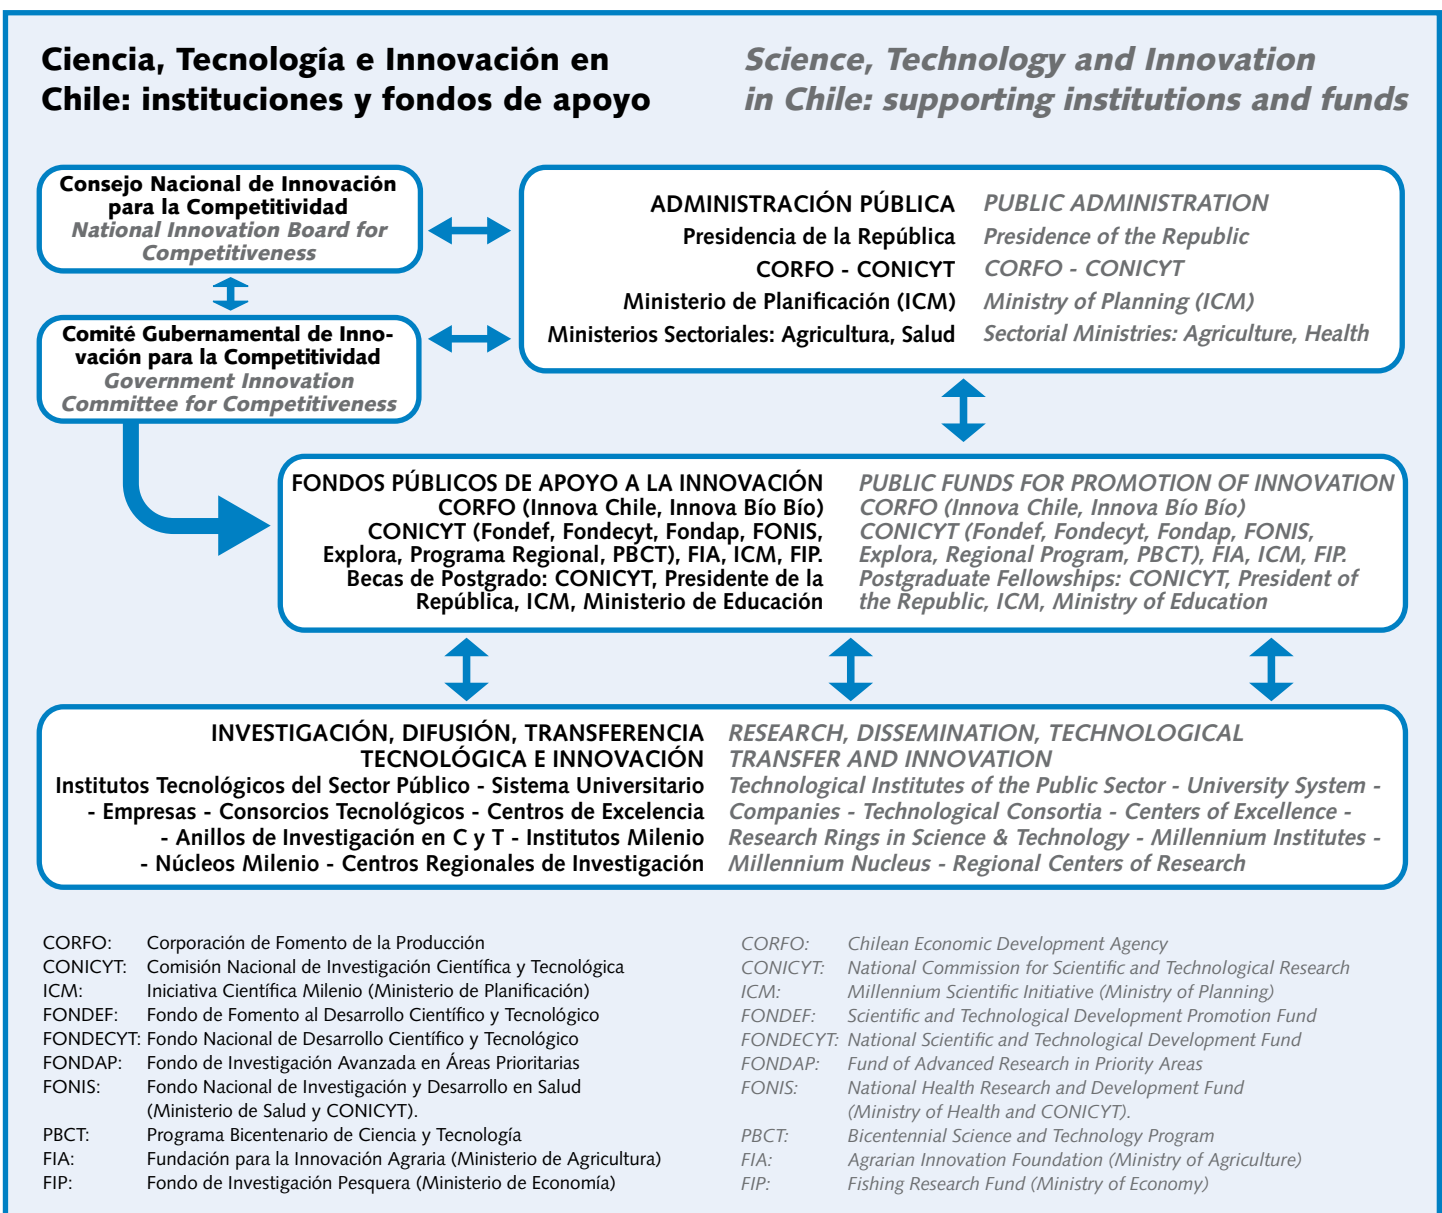 Ciencia, Tecnología e Innovación en
Chile: instituciones y fondos de apoyo
Science, Technology and Innovation
in Chile: supporting institutions and funds
Consejo Nacional de Innovación
para la Competitividad
National Innovation Board for
Competitiveness
Comité Gubernamental de Inno-
vación para la Competitividad
Government Innovation
Committee for Competitiveness
ADMINISTRACIÓN PÚBLICA
Presidencia de la República
CORFO - CONICYT
Ministerio de Planificación (ICM)
Ministerios Sectoriales: Agricultura, Salud
PUBLIC ADMINISTRATION
Presidence of the Republic
CORFO - CONICYT
Ministry of Planning (ICM)
Sectorial Ministries: Agriculture, Health
FONDOS PÚBLICOS DE APOYO A LA INNOVACIÓN
CORFO (Innova Chile, Innova Bío Bío)
CONICYT (Fondef, Fondecyt, Fondap, FONIS,
Explora, Programa Regional, PBCT), FIA, ICM, FIP.
Becas de Postgrado: CONICYT, Presidente de la
República, ICM, Ministerio de Educación
PUBLIC FUNDS FOR PROMOTION OF INNOVATION
CORFO (Innova Chile, Innova Bío Bío)
CONICYT (Fondef, Fondecyt, Fondap, FONIS,
Explora, Regional Program, PBCT), FIA, ICM, FIP.
Postgraduate Fellowships: CONICYT, President of
the Republic, ICM, Ministry of Education
INVESTIGACIÓN, DIFUSIÓN, TRANSFERENCIA
TECNOLÓGICA E INNOVACIÓN
Institutos Tecnológicos del Sector Público - Sistema Universitario
- Empresas - Consorcios Tecnológicos - Centros de Excelencia
- Anillos de Investigación en C y T - Institutos Milenio
- Núcleos Milenio - Centros Regionales de Investigación
RESEARCH, DISSEMINATION, TECHNOLOGICAL
TRANSFER AND INNOVATION
Technological Institutes of the Public Sector - University System -
Companies - Technological Consortia - Centers of Excellence -
Research Rings in Science & Technology - Millennium Institutes -
Millennium Nucleus - Regional Centers of Research
CORFO: Corporación de Fomento de la Producción
CONICYT: Comisión Nacional de Investigación Científica y Tecnológica
ICM: Iniciativa Científica Milenio (Ministerio de Planificación)
FONDEF: Fondo de Fomento al Desarrollo Científico y Tecnológico
FONDECYT: Fondo Nacional de Desarrollo Científico y Tecnológico
FONDAP: Fondo de Investigación Avanzada en Áreas Prioritarias
FONIS: Fondo Nacional de Investigación y Desarrollo en Salud
(Ministerio de Salud y CONICYT).
PBCT: Programa Bicentenario de Ciencia y Tecnología
FIA: Fundación para la Innovación Agraria (Ministerio de Agricultura)
FIP: Fondo de Investigación Pesquera (Ministerio de Economía)
CORFO: Chilean Economic Development Agency
CONICYT: National Commission for Scientific and Technological Research
ICM: Millennium Scientific Initiative (Ministry of Planning)
FONDEF: Scientific and Technological Development Promotion Fund
FONDECYT: National Scientific and Technological Development Fund
FONDAP: Fund of Advanced Research in Priority Areas
FONIS: National Health Research and Development Fund
(Ministry of Health and CONICYT).
PBCT: Bicentennial Science and Technology Program
FIA: Agrarian Innovation Foundation (Ministry of Agriculture)
FIP: Fishing Research Fund (Ministry of Economy)